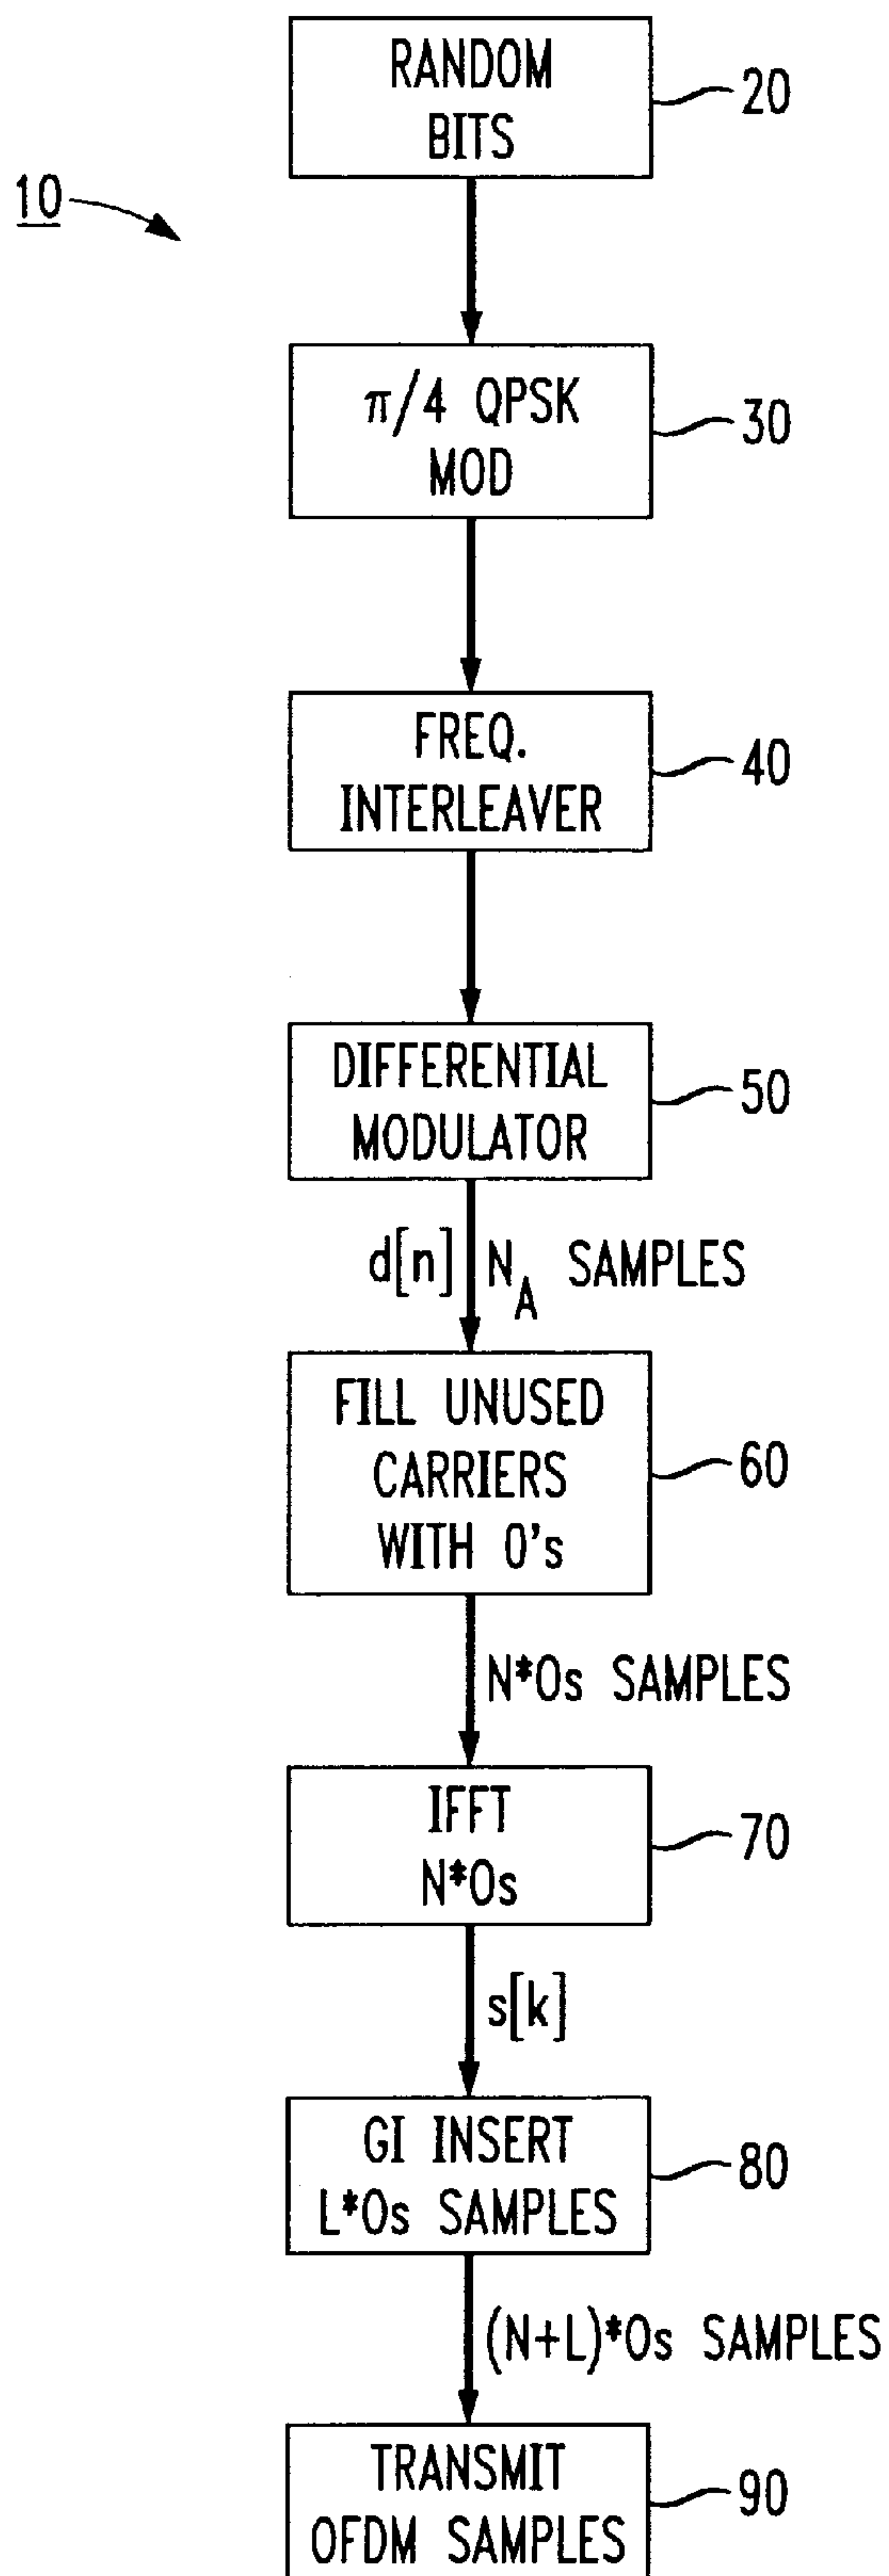 RANDOM
BITS
20
10
π/4 QPSK
MOD
30
FREQ.
INTERLEAVER
40
DIFFERENTIAL
MODULATOR
50
d[n] N_A SAMPLES
FILL UNUSED
CARRIERS
WITH 0's
60
N*Os SAMPLES
IFFT
N*Os
70
s[k]
GI INSERT
L*Os SAMPLES
80
(N+L)*Os SAMPLES
TRANSMIT
OFDM SAMPLES
90